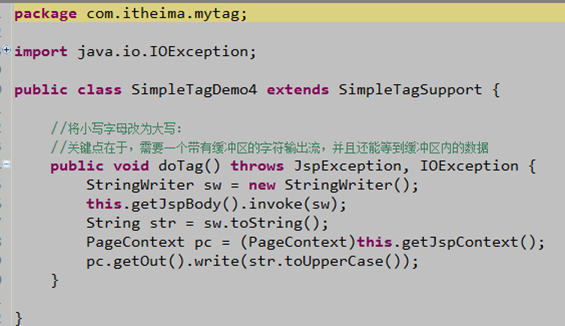 package com.itheima.mytag;
import java.io.IOException;
public class SimpleTagDemo4 extends SimpleTagSupport {
//将小写字母改为大写：
//关键点在于，需要一个带有缓冲区的字符输出流，并且还能等到缓冲区内的数据
public void doTag() throws JspException, IOException {
StringWriter sw = new StringWriter();
this.getJspBody().invoke(sw);
String str = sw.toString();
PageContext pc = (PageContext)this.getJspContext();
pc.getOut().write(str.toUpperCase());
}
}